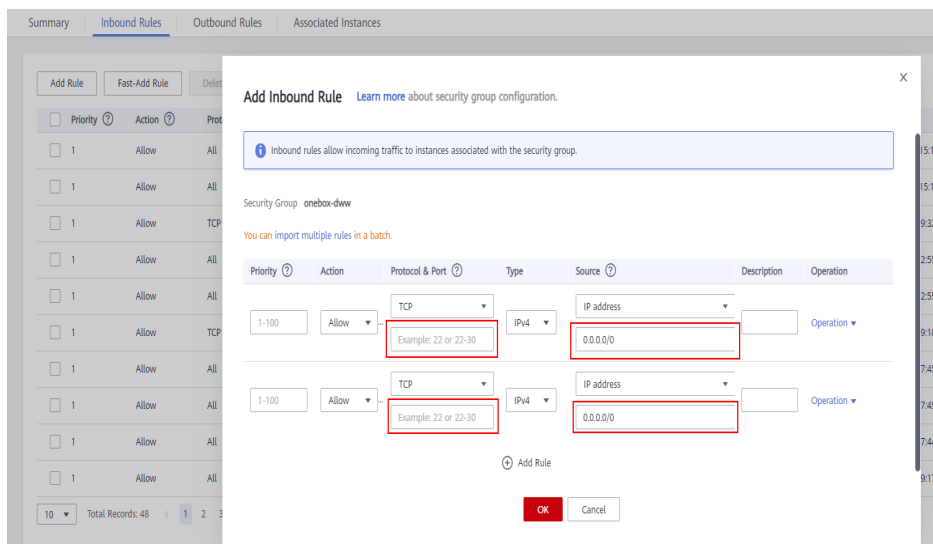 Summary Inbound Rules Outbound Rules Associated Instances
Add Rule Fast-Add Rule
Priority ? Action ?
1 Allow All
1 Allow All
1 Allow TCP
1 Allow All
1 Allow All
1 Allow TCP
1 Allow All
1 Allow All
1 Allow All
1 Allow All
10 Total Records: 48 < 1 2
X
Add Inbound Rule Learn more about security group configuration.
Inbound rules allow incoming traffic to instances associated with the security group.
Security Group onebox-dww
You can import multiple rules in a batch.
Priority ? Action Protocol & Port ? Type Source ? Description Operation
TCP IP address
1-100 Allow ... IPv4 Operation
Example: 22 or 22-30 0.0.0.0/0
TCP IP address
1-100 Allow ... IPv4 Operation
Example: 22 or 22-30 0.0.0.0/0
+ Add Rule
OK Cancel